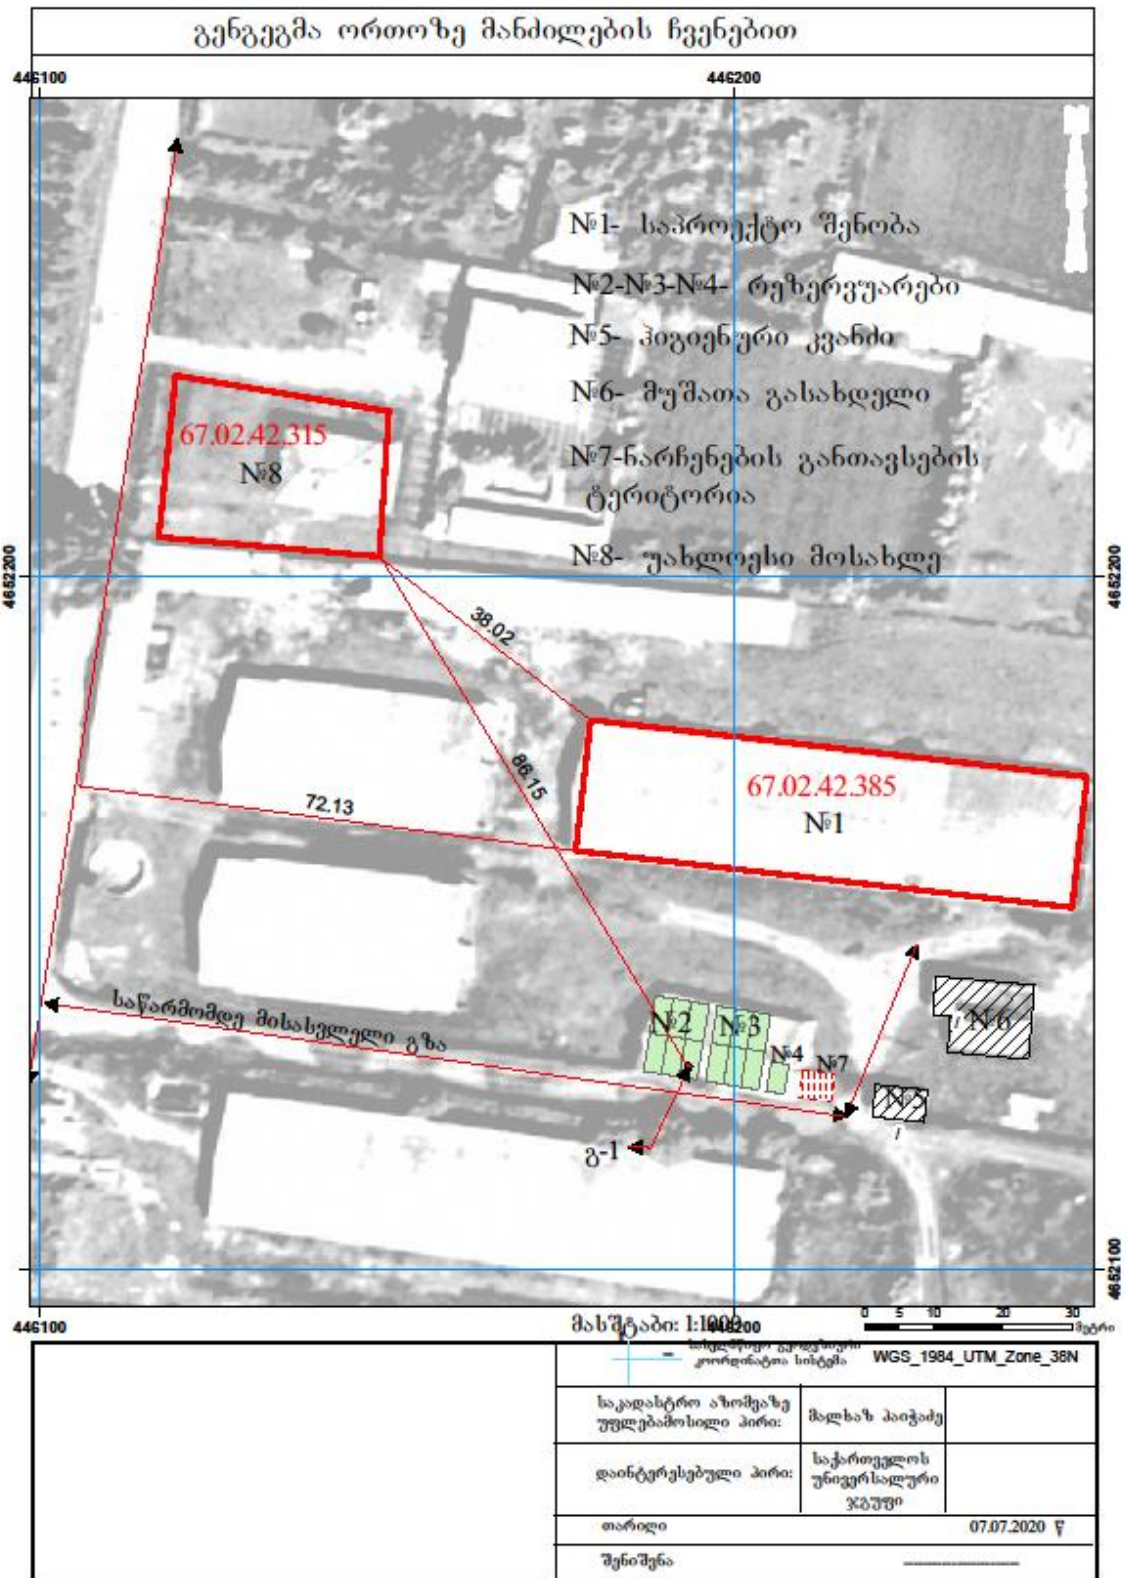 გენგეგმა ორთოზე მანძილების ჩვენებით
446100 446200
№1- საპროექტო შენობა
№2-№3-№4- რეზერვუარები
№5- ჰიგიენური კვანძი
№6- მუშათა გასახდელი
№7-ნარჩენების განთავსების
ტერიტორია
№8- უახლოესი მოსახლე
67.02.42.315
№8
4652200 4652200
38.02
86.15
72.13
67.02.42.385
№1
საწარმომდე მისასვლელი გზა
№2 №3
№4 №7
№6
№5
გ-1
4652100
446100 446200
მასშტაბი: 1:1000
0 5 10 20 30
მეტრი
კოორდინატთა სისტემა WGS_1984_UTM_Zone_38N
საკადასტრო აზომვაზე
უფლებამოსილი პირი:
მალხაზ პაიჭაძე
დაინტერესებული პირი:
საქართველოს
უნივერსალური
ჯგუფი
თარიღი 07.07.2020 წ
შენიშვნა